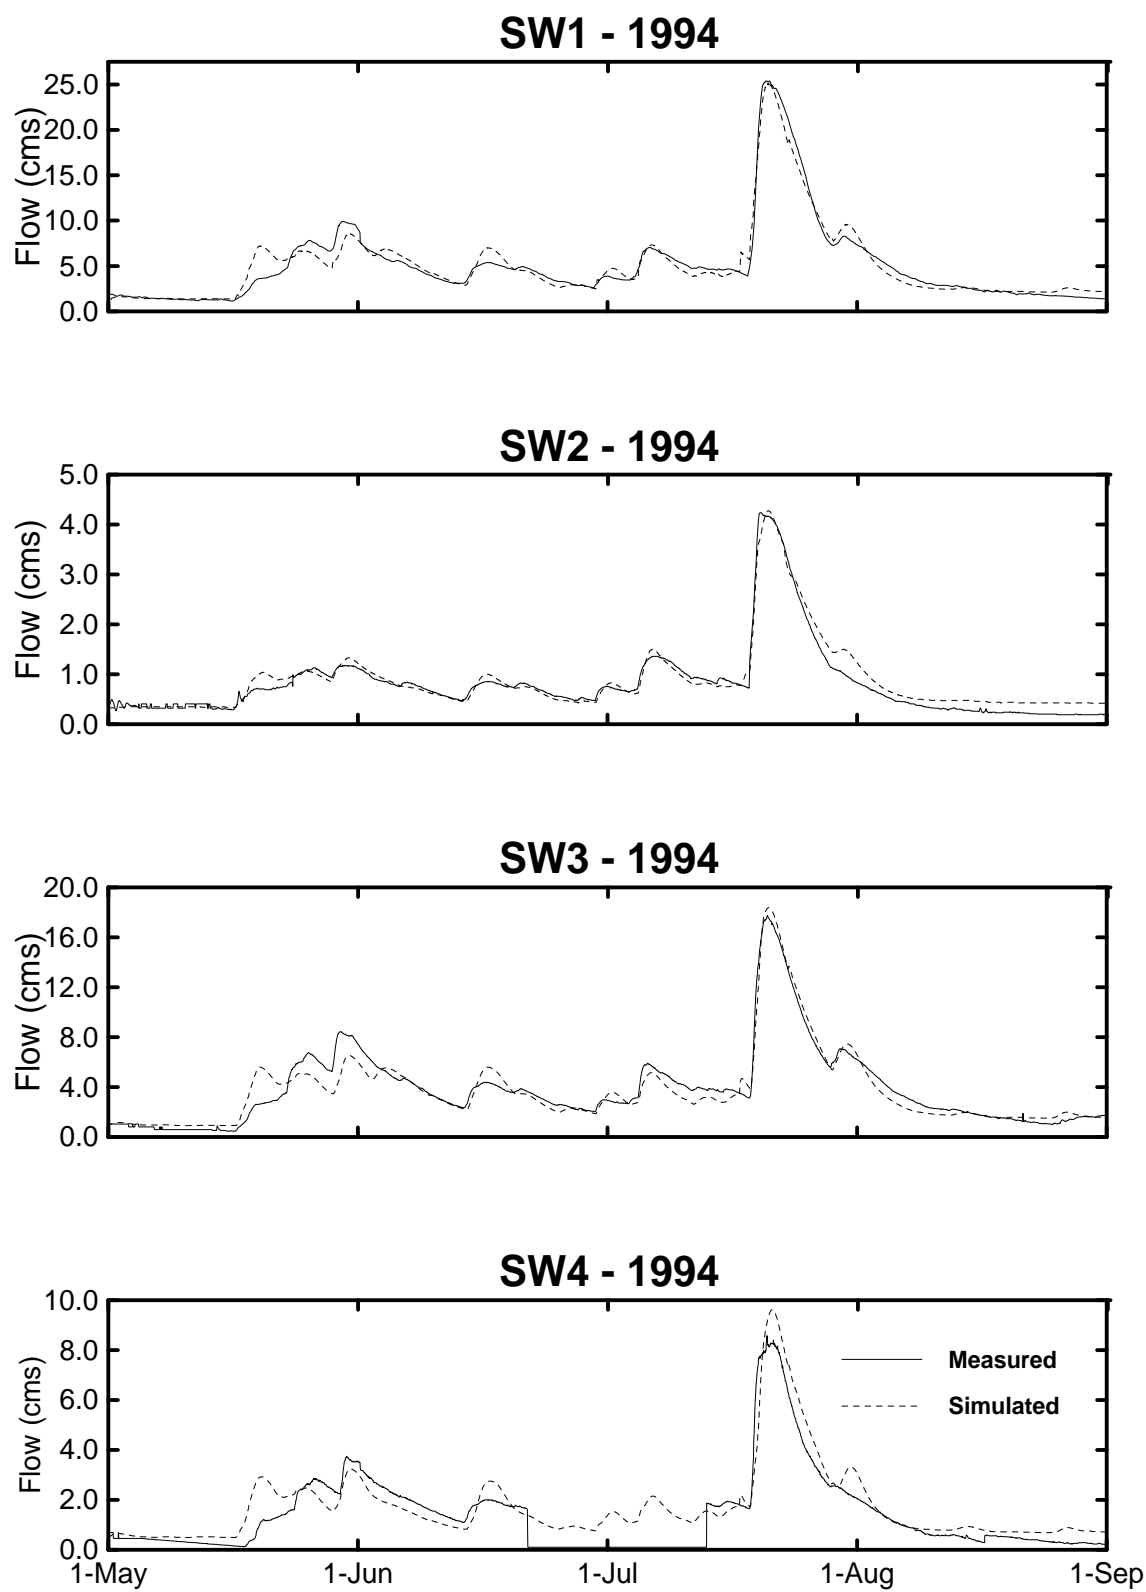 SW1 - 1994
Flow (cms)
25.0
20.0
15.0
10.0
5.0
0.0
SW2 - 1994
Flow (cms)
5.0
4.0
3.0
2.0
1.0
0.0
SW3 - 1994
Flow (cms)
20.0
16.0
12.0
8.0
4.0
0.0
SW4 - 1994
Flow (cms)
10.0
8.0
6.0
4.0
2.0
0.0
Measured
Simulated
1-May 1-Jun 1-Jul 1-Aug 1-Sep